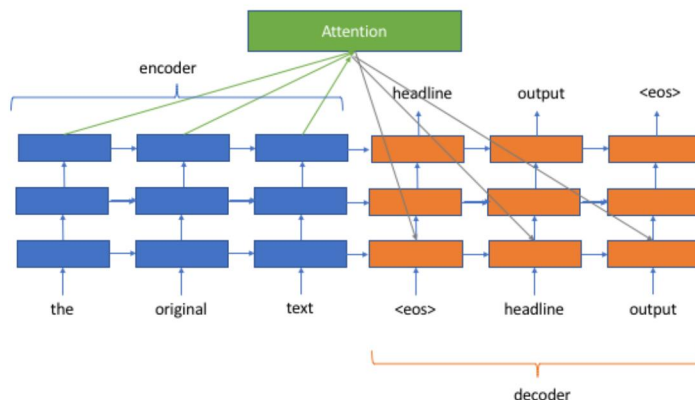 Attention
encoder
headline output <eos>
the original text <eos> headline output
decoder